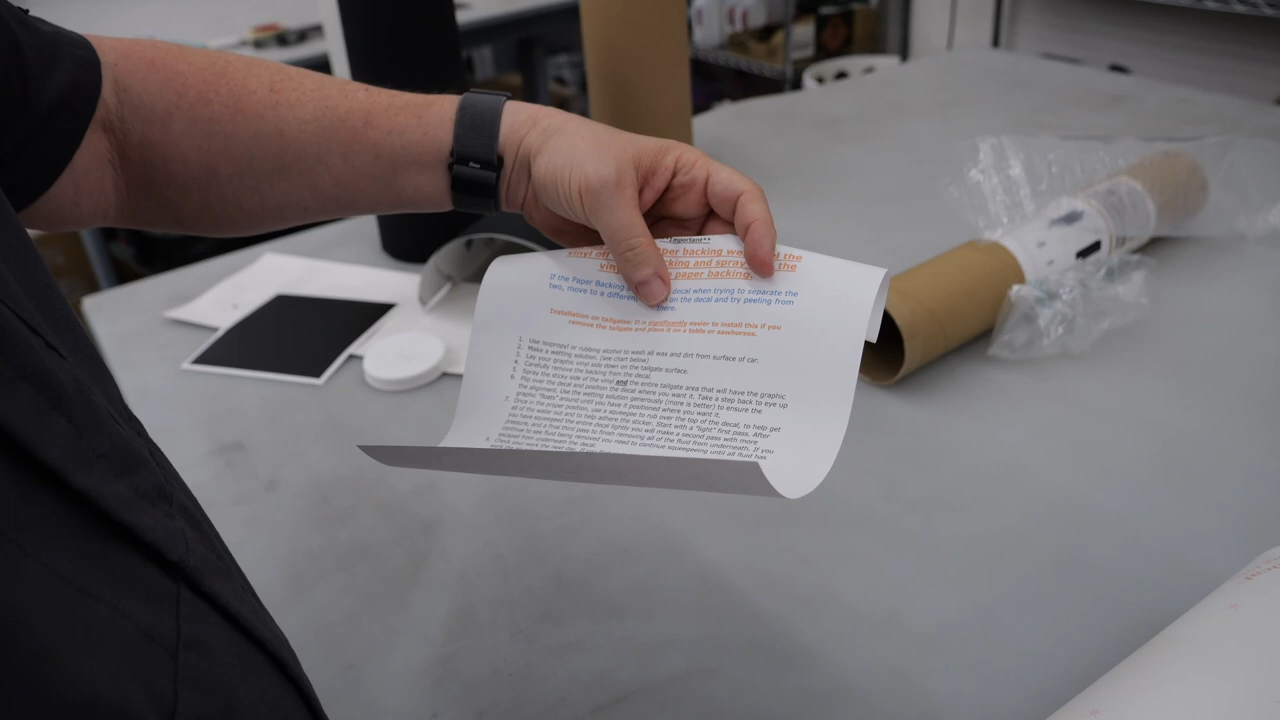 **Important**
vinyl off paper backing we the
backing and spray the
vin paper backing.
If the Paper Backing decal when trying to separate the
two, move to a different on the decal and try peeling from
there.
Installation on tailgates: It is significantly easier to install this if you
remove the tailgate and place it on a table or sawhorses.
1. Use isopropyl or rubbing alcohol to wash all wax and dirt from surface of car.
2. Make a wetting solution. (see chart below)
3. Lay your graphic vinyl side down on the tailgate surface.
4. Carefully remove the backing from the decal.
5. Spray the sticky side of the vinyl and the entire tailgate area that will have the graphic
6. Flip over the decal and position the decal where you want it. Take a step back to eye up
the alignment. Use the wetting solution generously (more is better) to ensure the
graphic "floats" around until you have it positioned where you want it.
7. Once in the proper position, use a squeegee to rub over the top of the decal, to help get
all of the water out and to help adhere the sticker. Start with a "light" first pass. After
you have squeegeed the entire decal lightly you will make a second pass with more
pressure, and a final third pass to finish removing all of the fluid from underneath. If you
continue to see fluid being removed you need to continue squeegeeing until all fluid has
escaped from underneath the decal.
8. Check your work the next day.